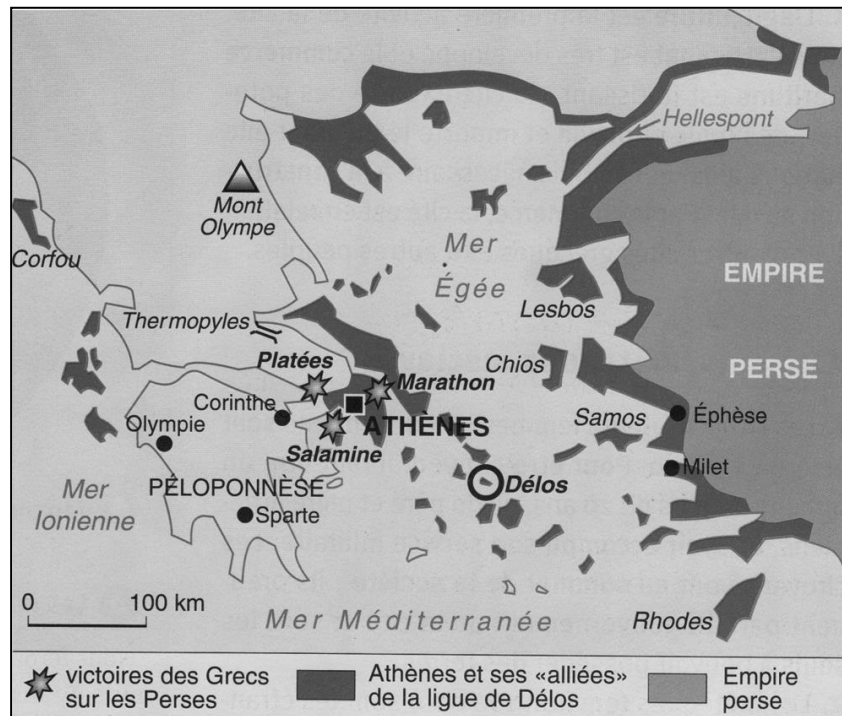 Hellespont
Mont
Olympe
Corfou
Mer
Égée
EMPIRE
Lesbos
Thermopyles
PERSE
Platées
Chios
Marathon
Corinthe
ATHÈNES
Samos
Éphèse
Olympie
Salamine
Milet
Mer
Ionienne
PÉLOPONNÈSE
Délos
Sparte
0 100 km
Mer Méditerranée
Rhodes
victoires des Grecs
sur les Perses
Athènes et ses «alliées»
de la ligue de Délos
Empire
perse